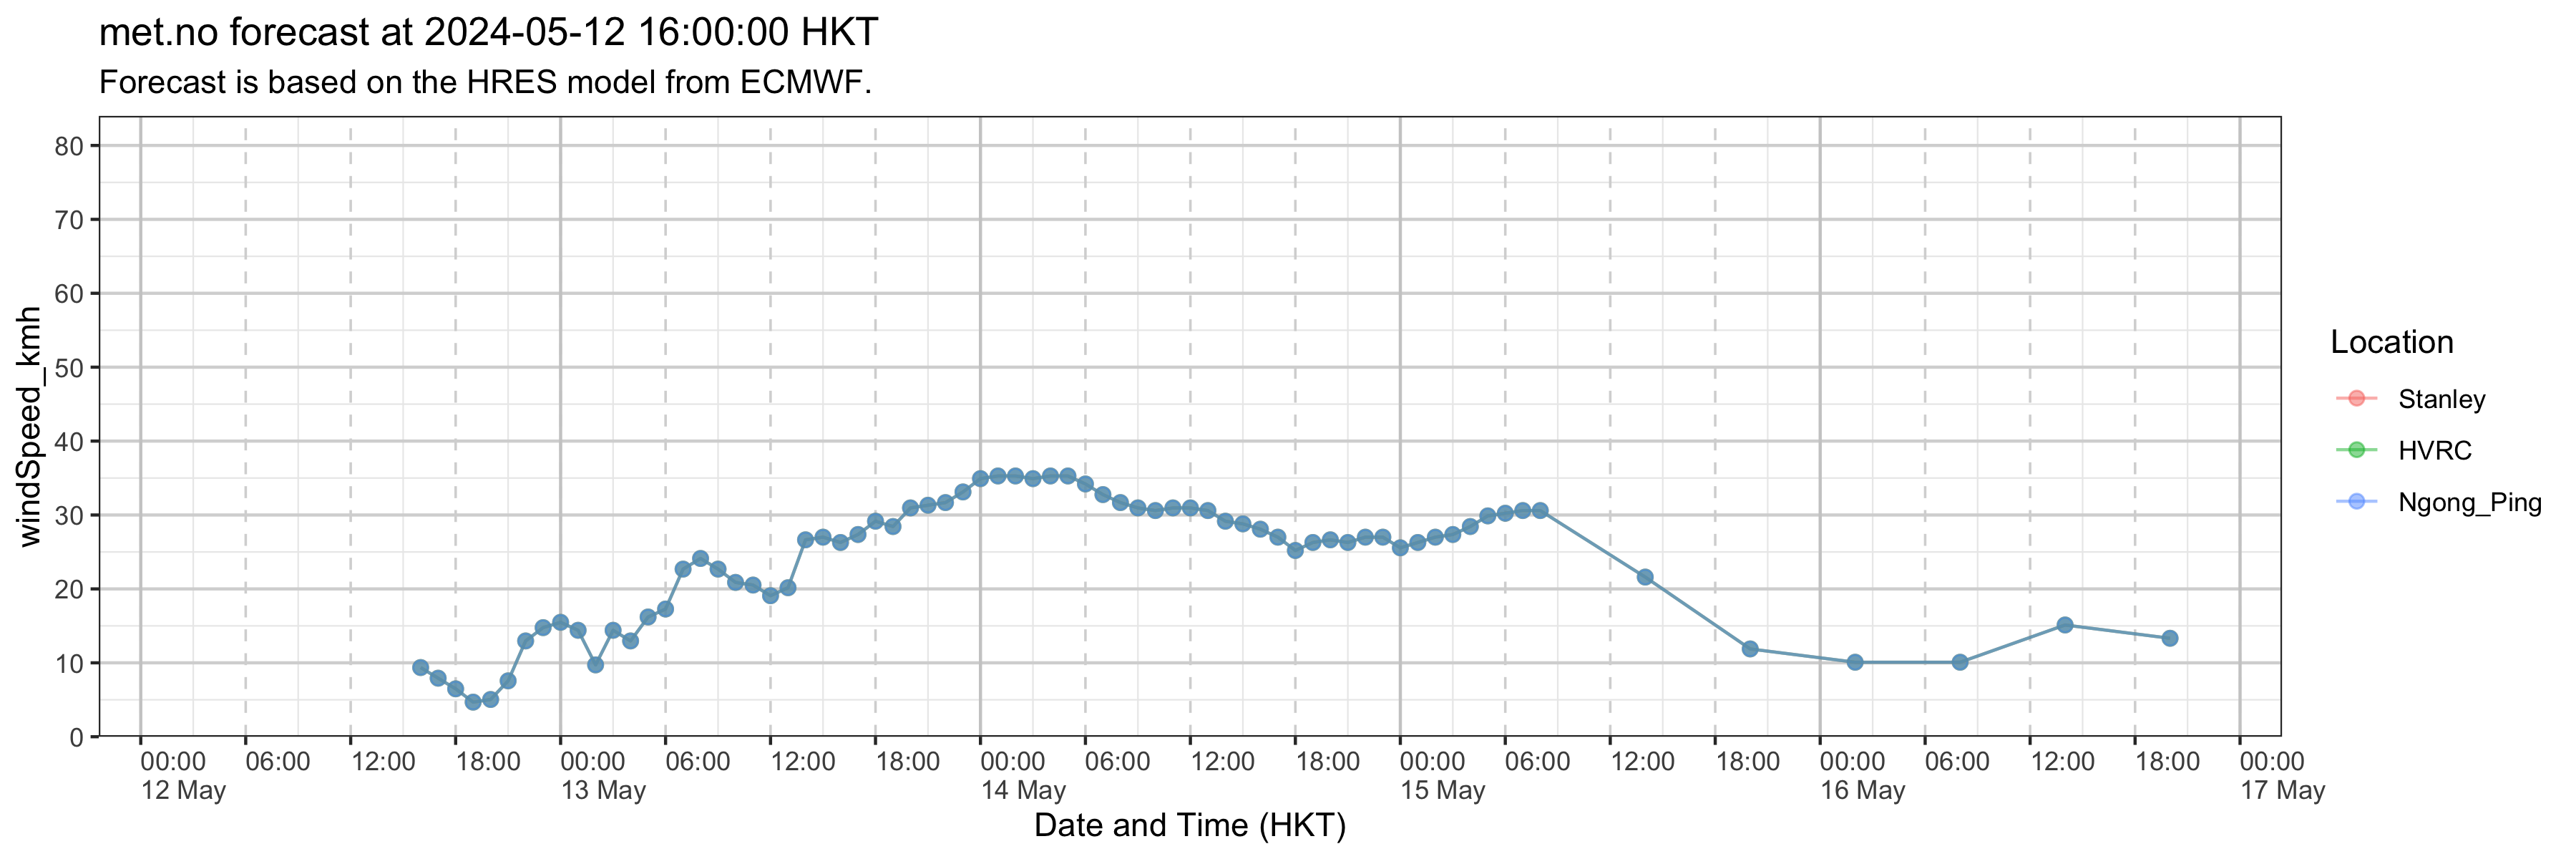 met.no forecast at 2024-05-12 16:00:00 HKT
Forecast is based on the HRES model from ECMWF.
windSpeed_kmh
80
70
60
50
40
30
20
10
0
00:00 06:00 12:00 18:00 00:00 06:00 12:00 18:00 00:00 06:00 12:00 18:00 00:00 06:00 12:00 18:00 00:00 06:00 12:00 18:00 00:00
12 May 13 May 14 May 15 May 16 May 17 May
Date and Time (HKT)
Location
Stanley
HVRC
Ngong_Ping